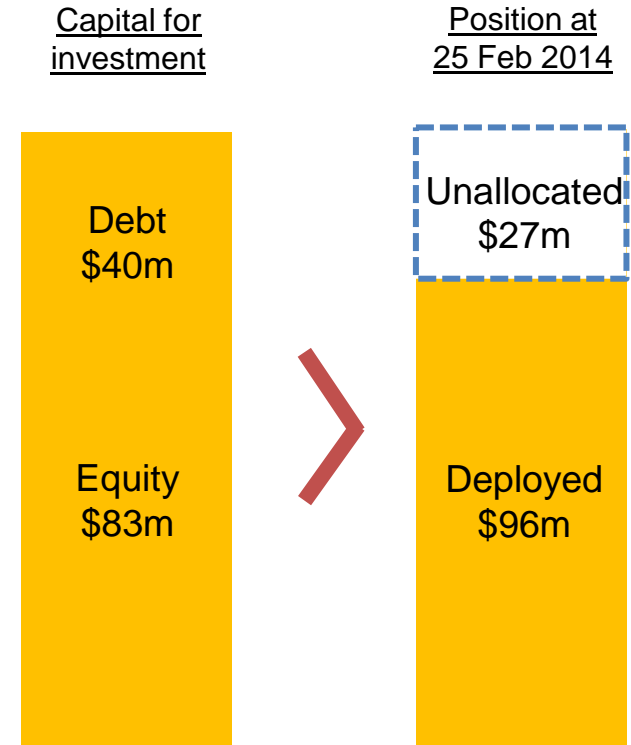 Capital for
investment
Debt
$40m
Equity
$83m
Position at
25 Feb 2014
Unallocated
$27m
Deployed
$96m